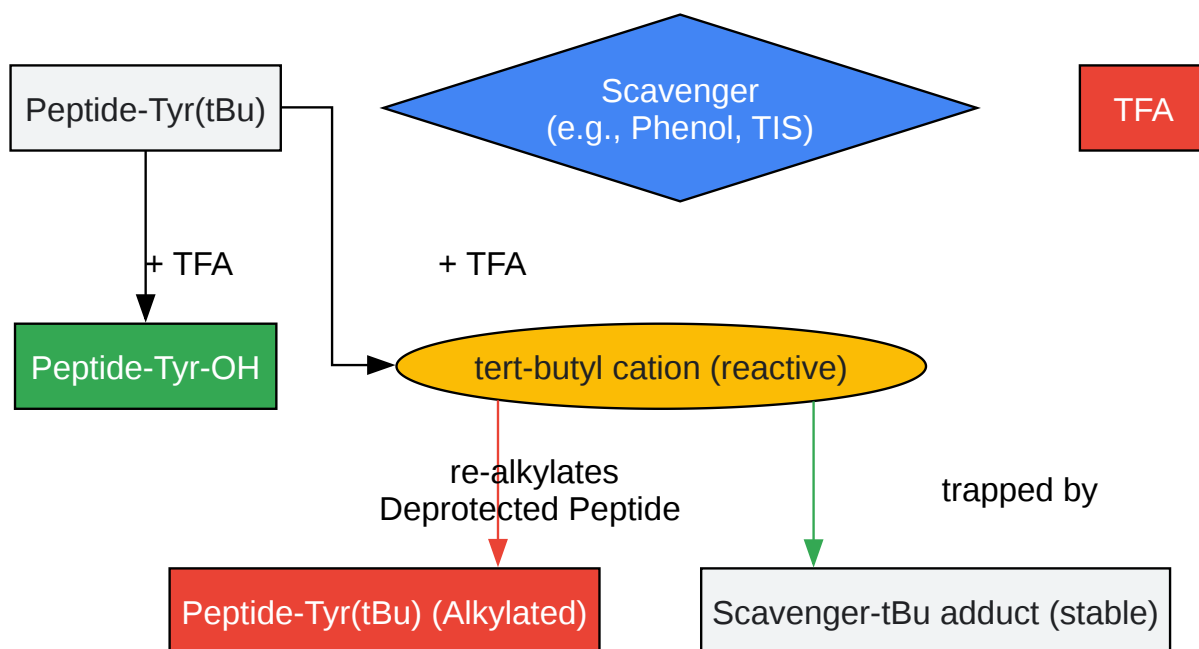 Peptide-Tyr(tBu)
Scavenger
(e.g., Phenol, TIS)
TFA
+ TFA
+ TFA
Peptide-Tyr-OH
tert-butyl cation (reactive)
re-alkylates
Deprotected Peptide
trapped by
Peptide-Tyr(tBu) (Alkylated)
Scavenger-tBu adduct (stable)